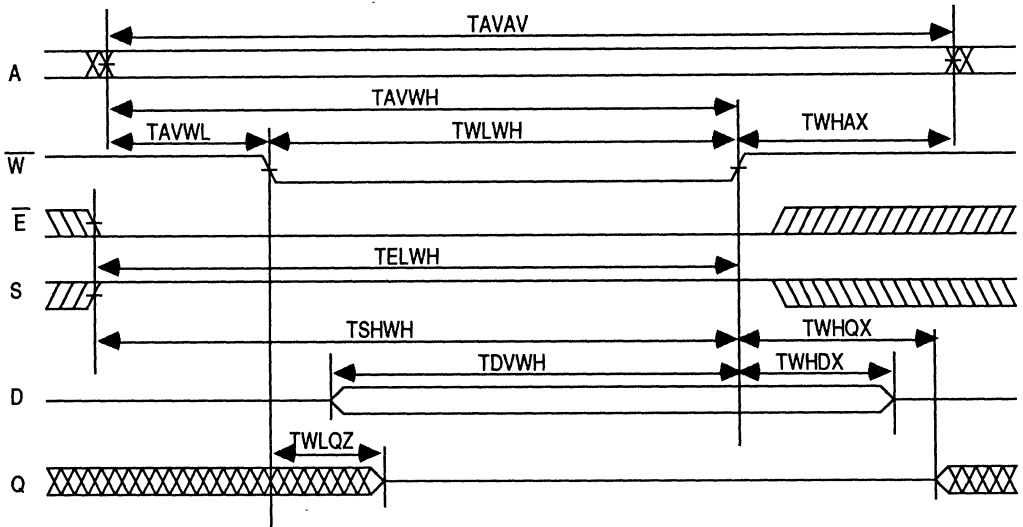 TAVAV
A
TAVWH
TAVWL TWLWH TWHAX
W̅
E̅
TELWH
S
TSHWH TWHQX
TDVWH TWHDX
D
TWLQZ
Q